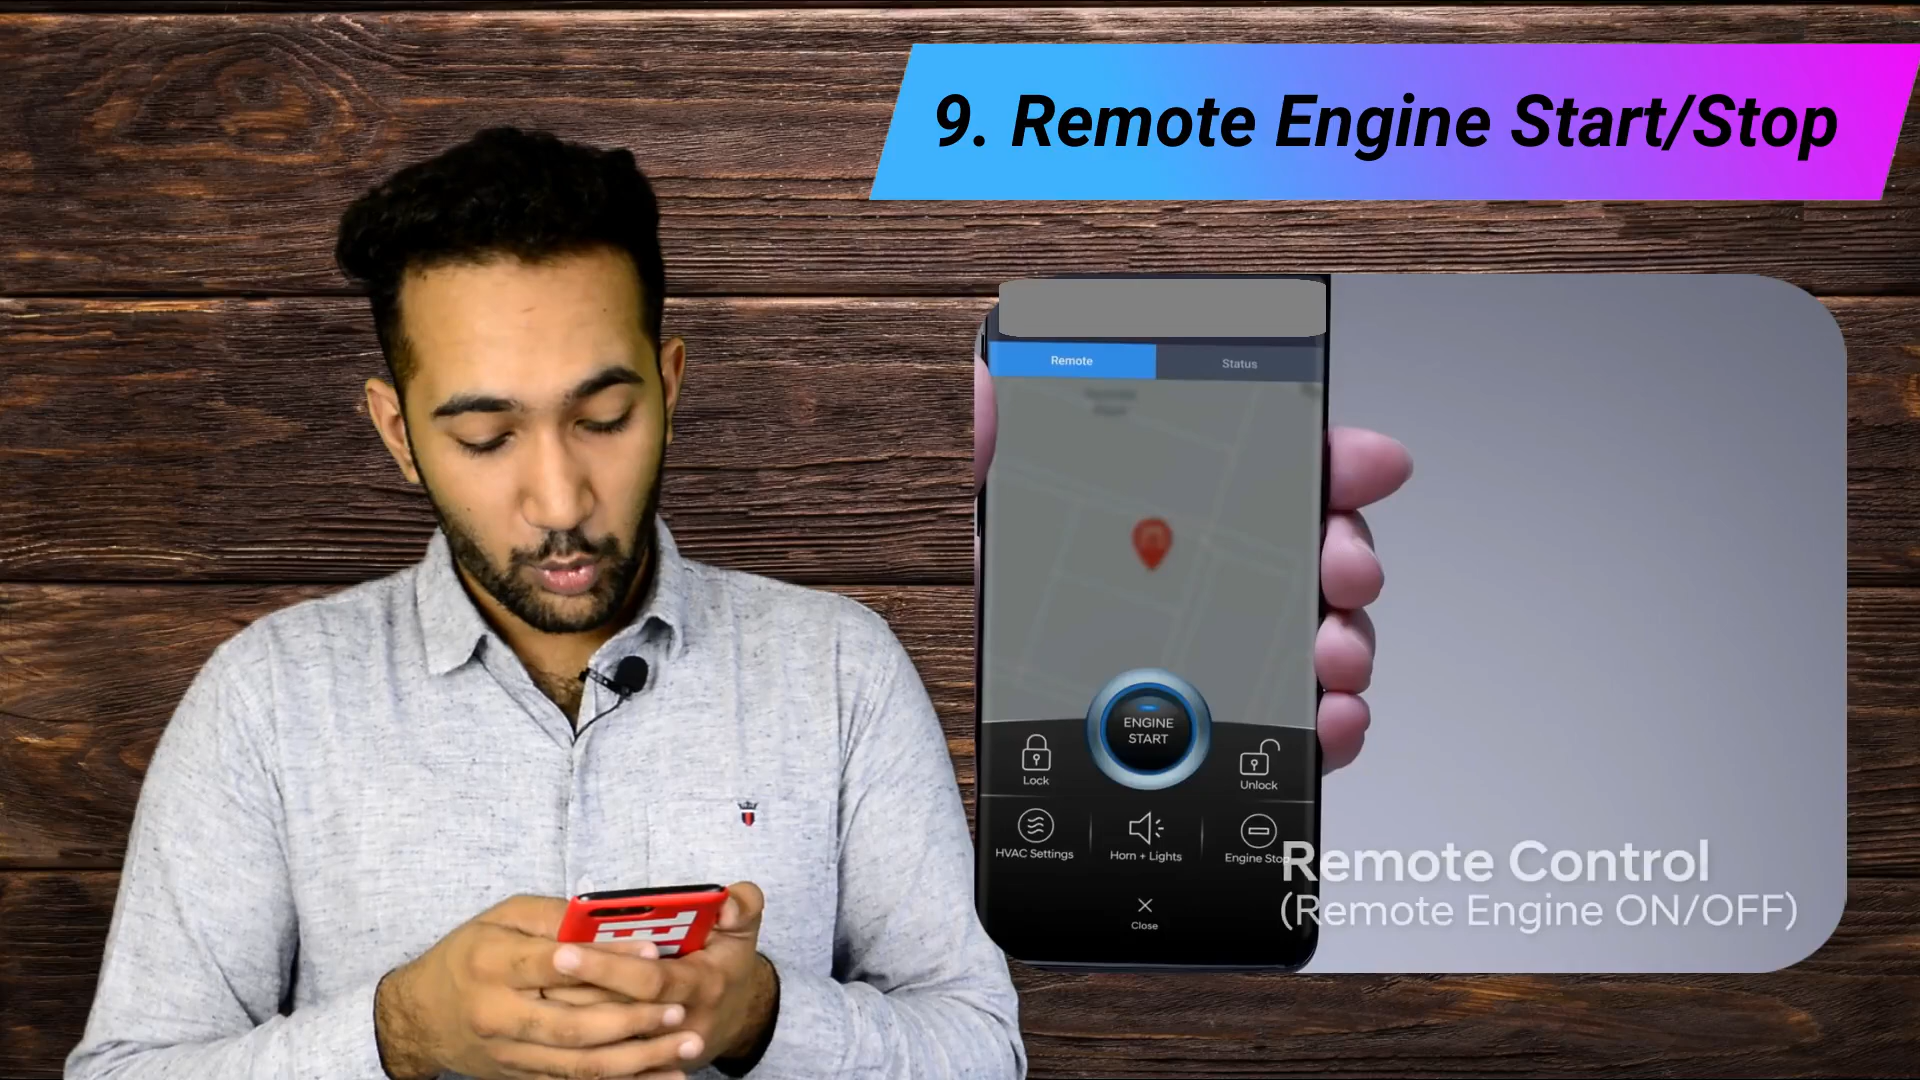 9. Remote Engine Start/Stop
Remote
Status
ENGINE
START
Lock
Unlock
HVAC Settings
Horn + Lights
Engine Stop
Close
Remote Control
(Remote Engine ON/OFF)